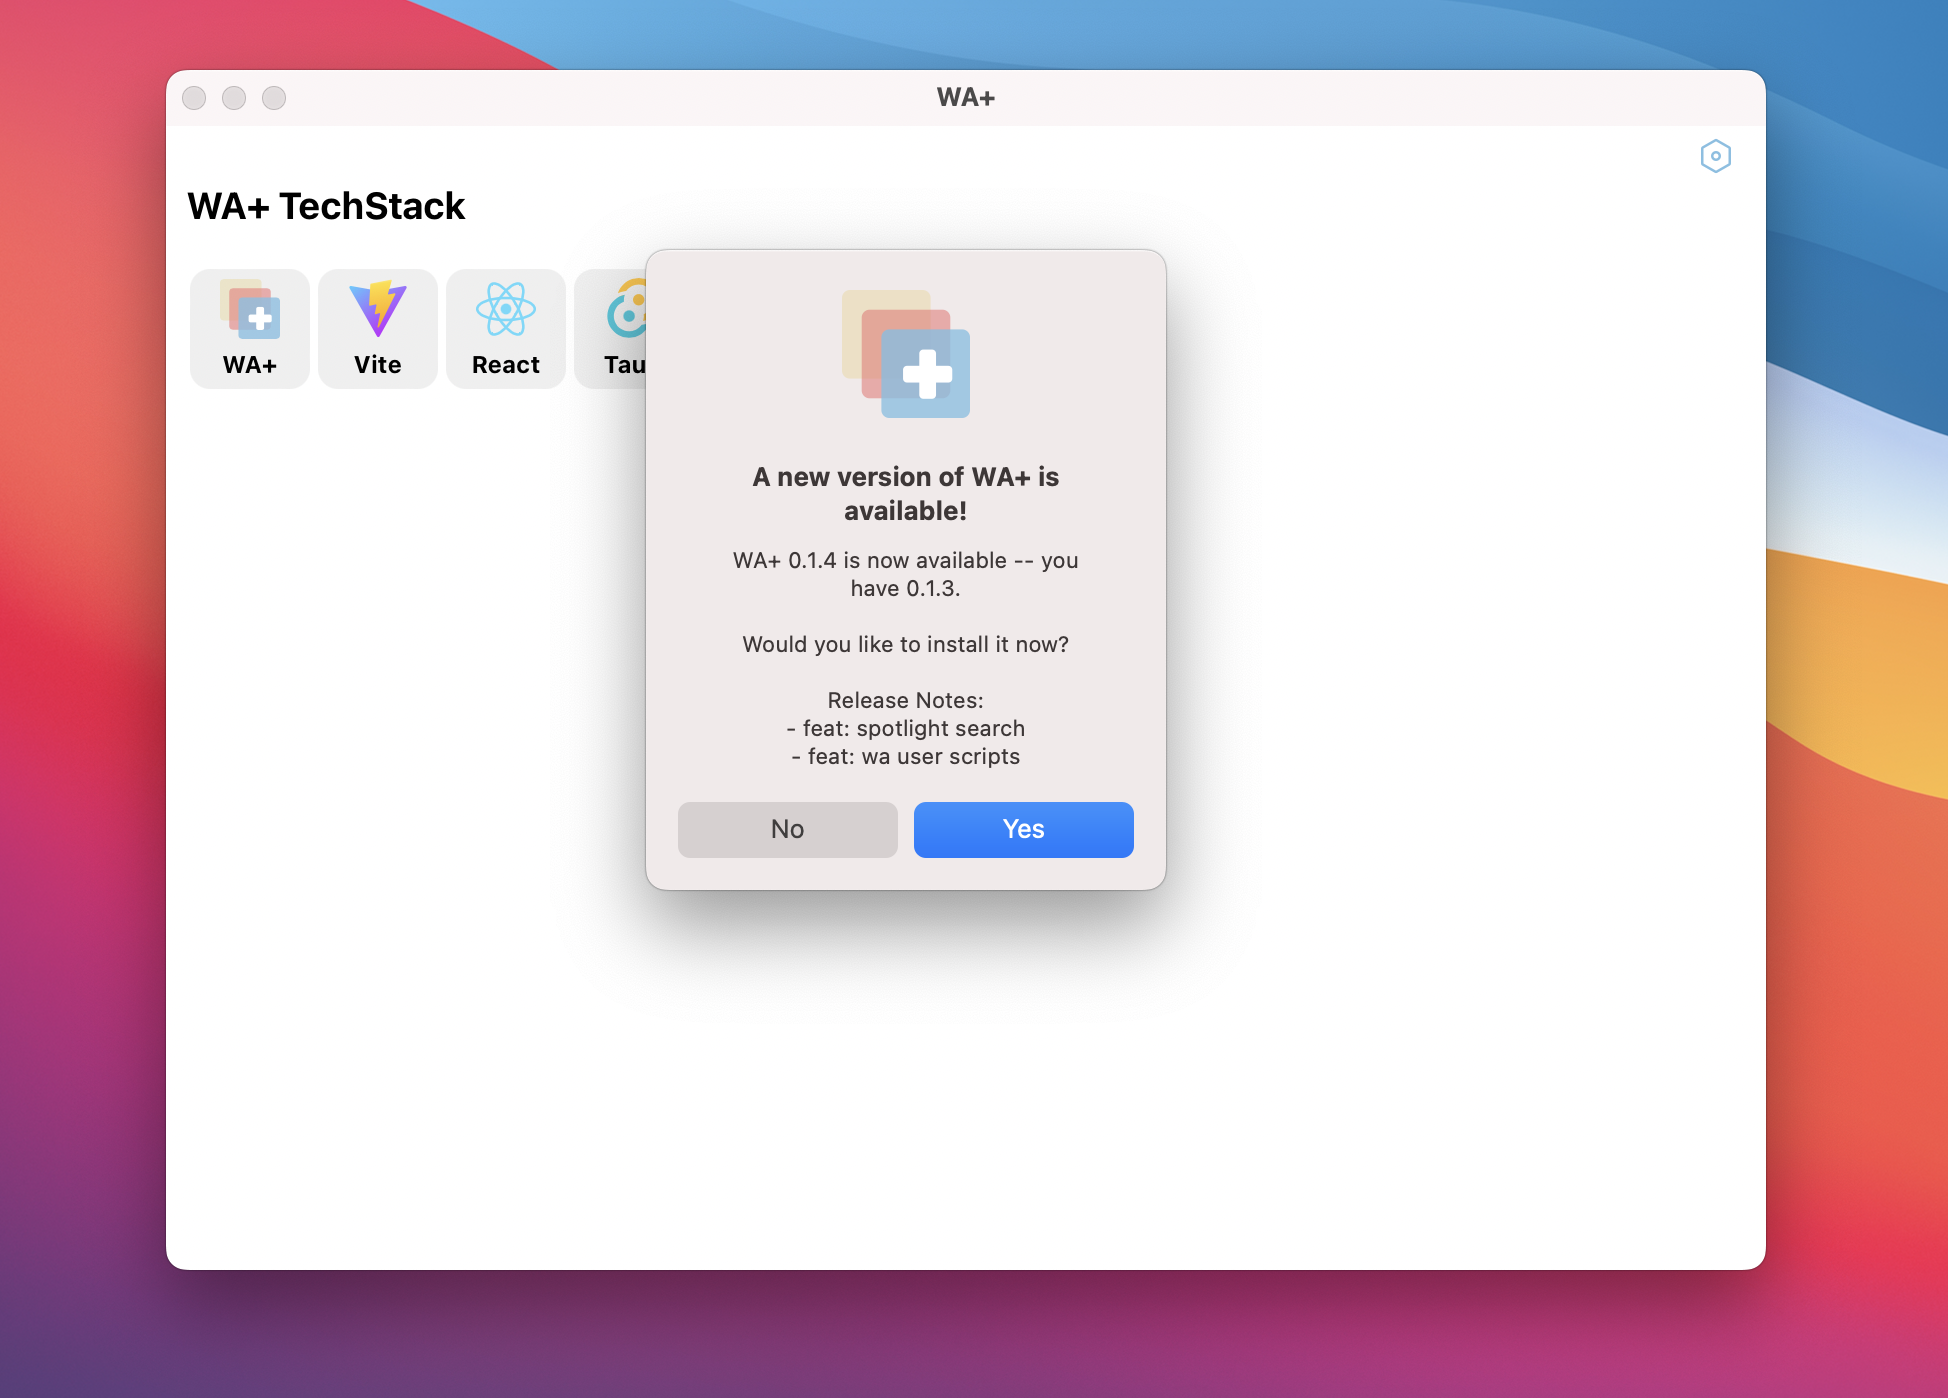 WA+
WA+ TechStack
WA+
Vite
React
Tau
A new version of WA+ is
available!
WA+ 0.1.4 is now available -- you
have 0.1.3.
Would you like to install it now?
Release Notes:
- feat: spotlight search
- feat: wa user scripts
No
Yes